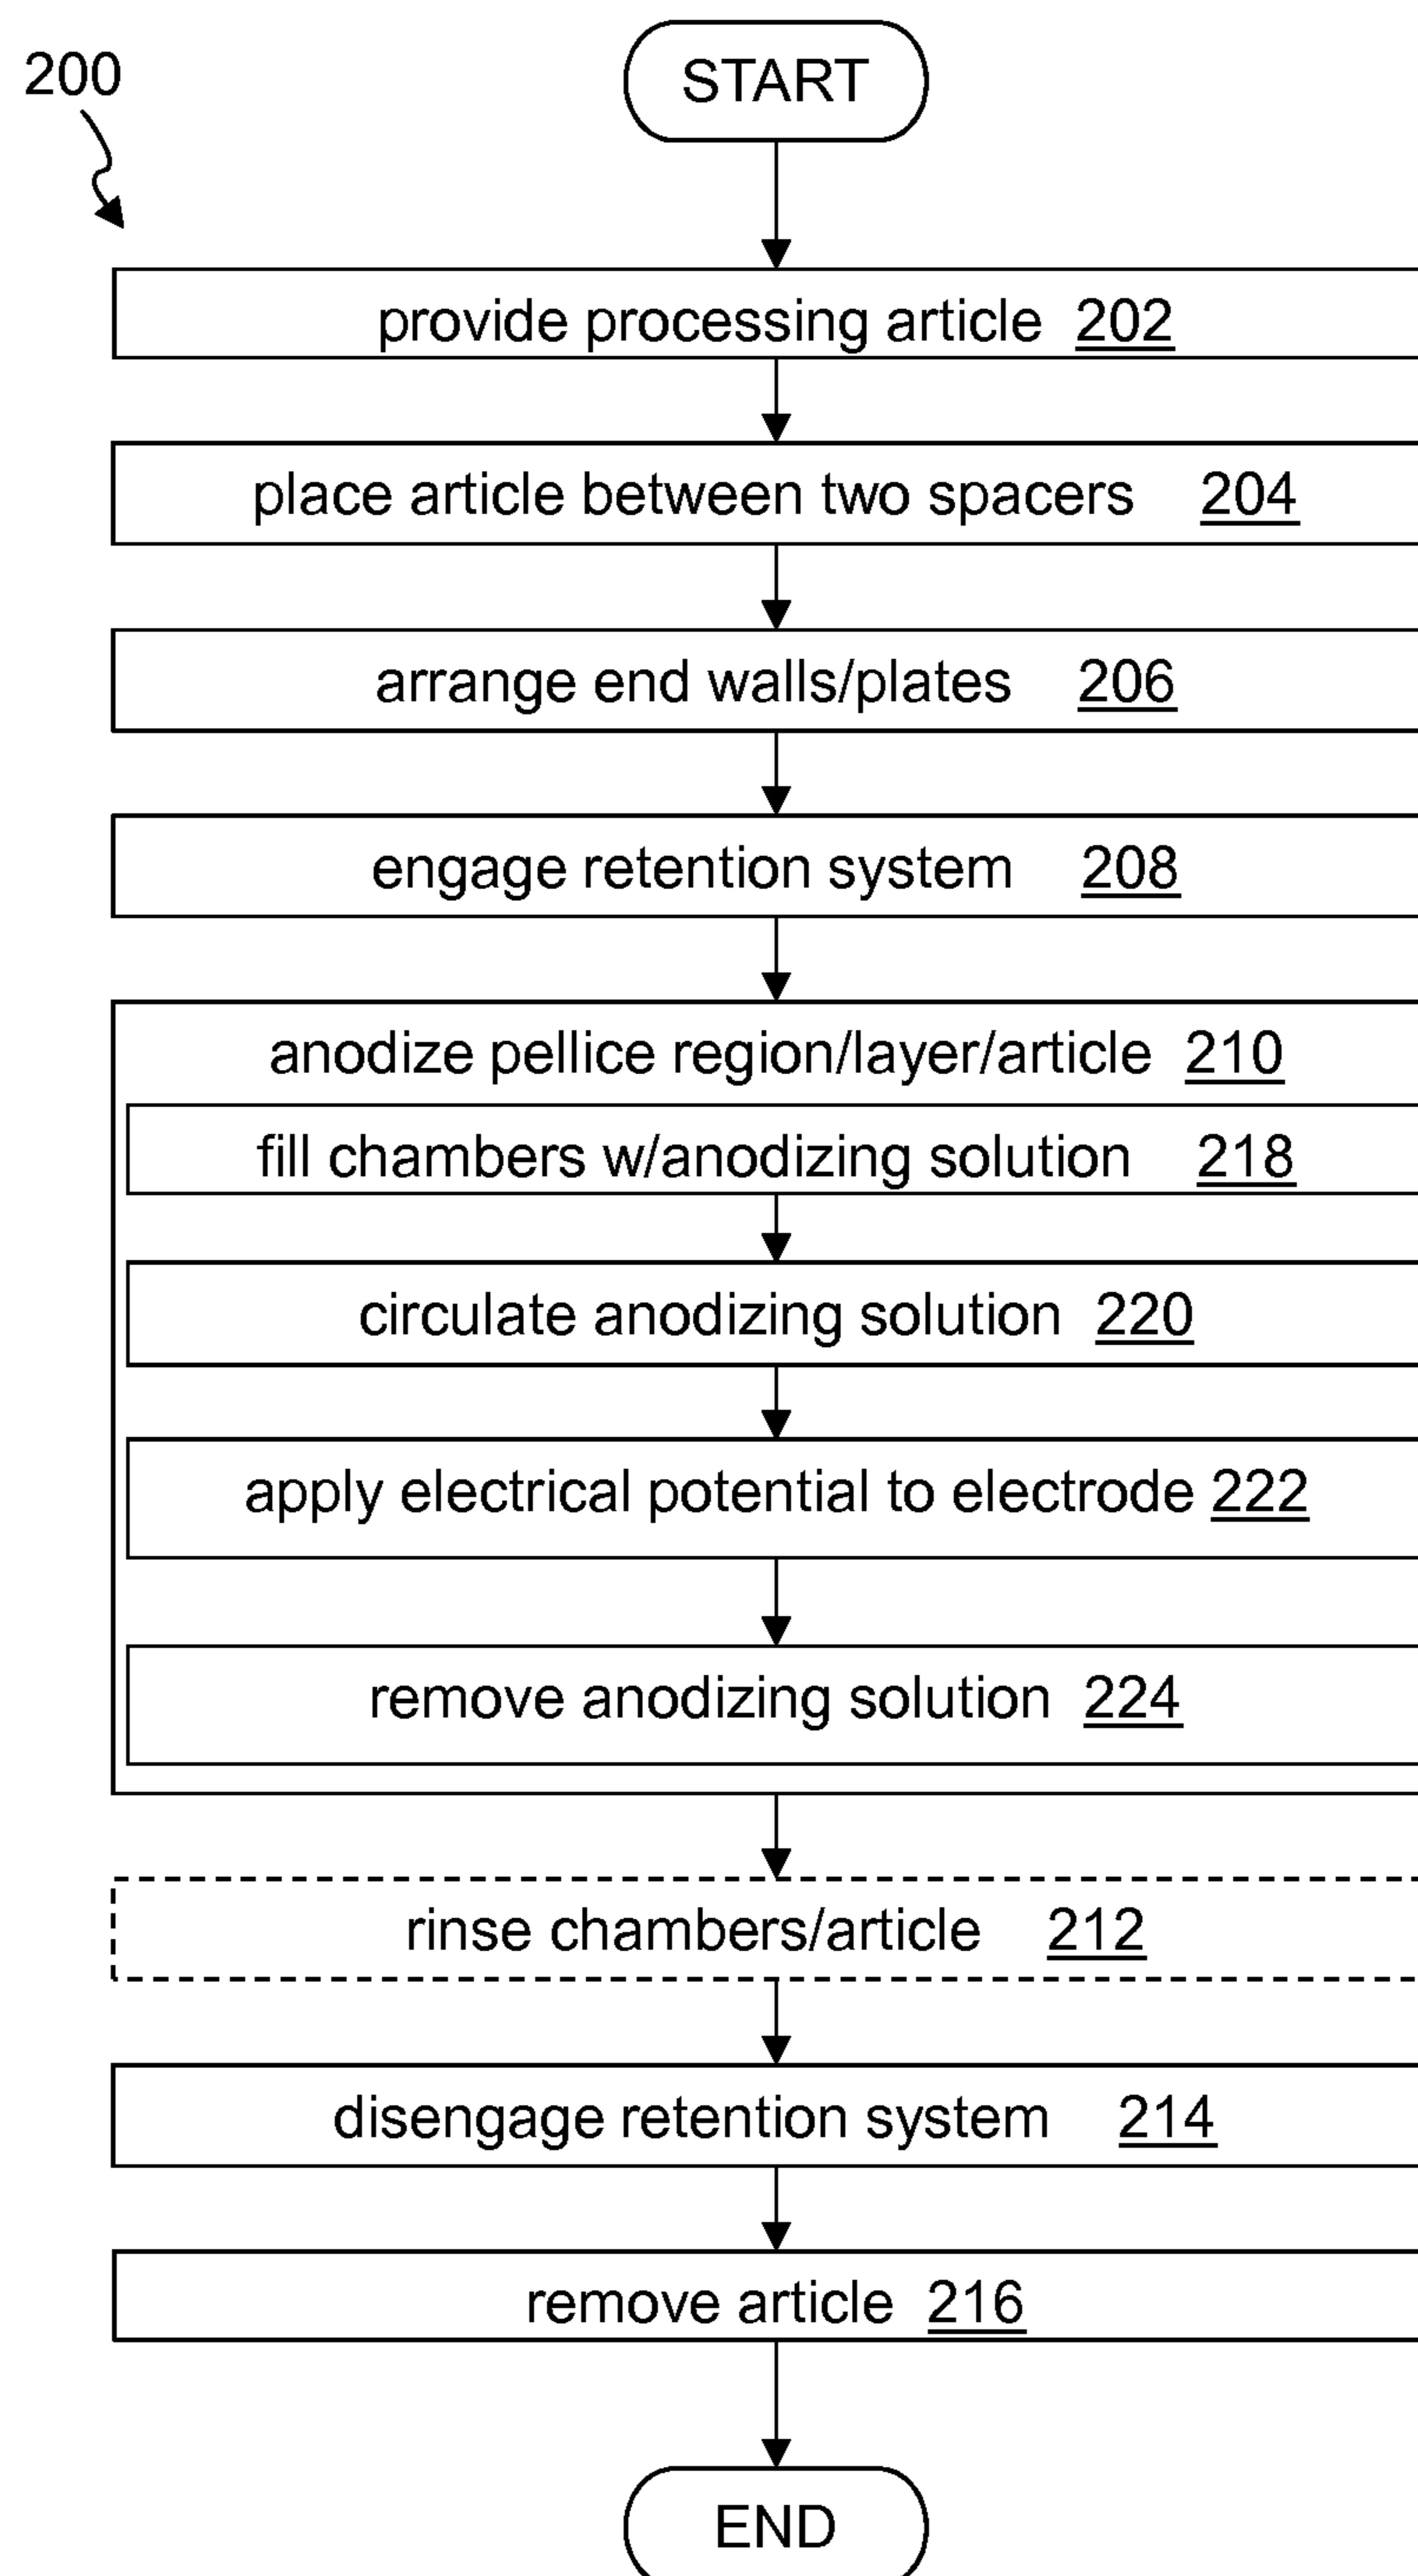 200
START
provide processing article 202
place article between two spacers 204
arrange end walls/plates 206
engage retention system 208
anodize pellice region/layer/article 210
fill chambers w/anodizing solution 218
circulate anodizing solution 220
apply electrical potential to electrode 222
remove anodizing solution 224
rinse chambers/article 212
disengage retention system 214
remove article 216
END